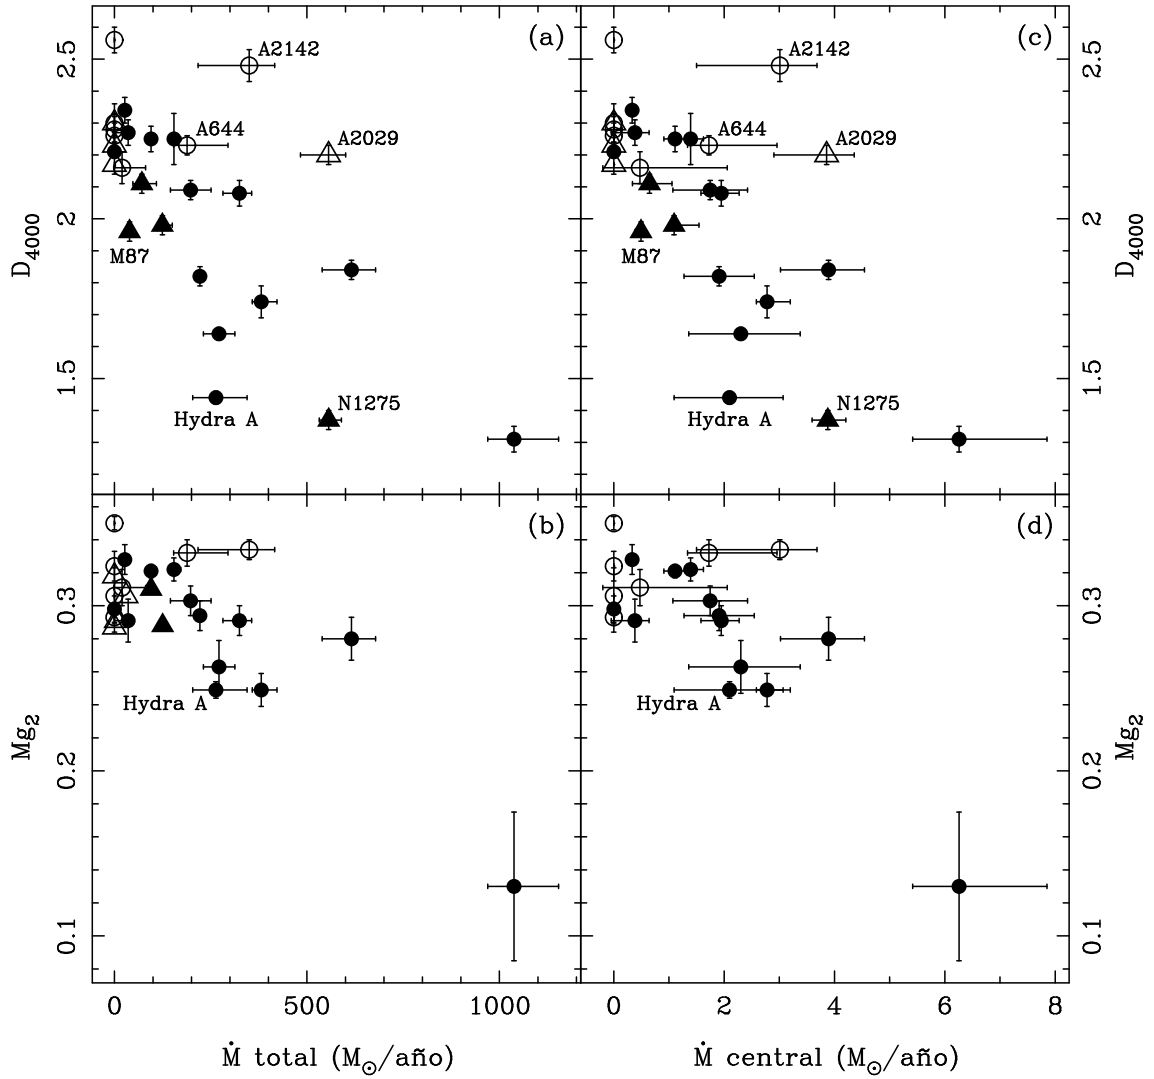 (a)
A2142
A644
A2029
M87
N1275
Hydra A
D4000
2.5
2
1.5
(c)
A2142
A644
A2029
M87
N1275
Hydra A
2.5
2
1.5
D4000
(b)
Hydra A
Mg2
0.3
0.2
0.1
(d)
Hydra A
0.3
0.2
0.1
Mg2
0 500 1000
0 2 4 6 8
Ṁ total (M⊙/año)
Ṁ central (M⊙/año)